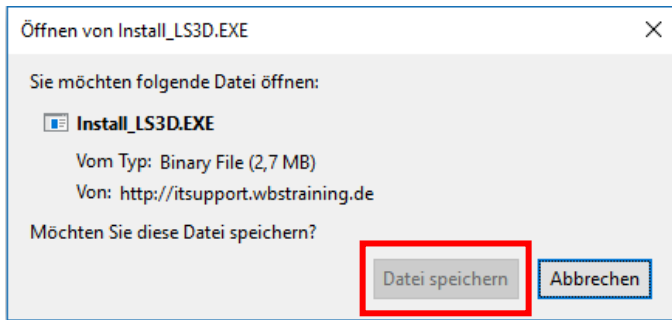 Öffnen von Install_LS3D.EXE
Sie möchten folgende Datei öffnen:
Install_LS3D.EXE
Vom Typ: Binary File (2,7 MB)
Von: http://itsupport.wbstraining.de
Möchten Sie diese Datei speichern?
Datei speichern Abbrechen